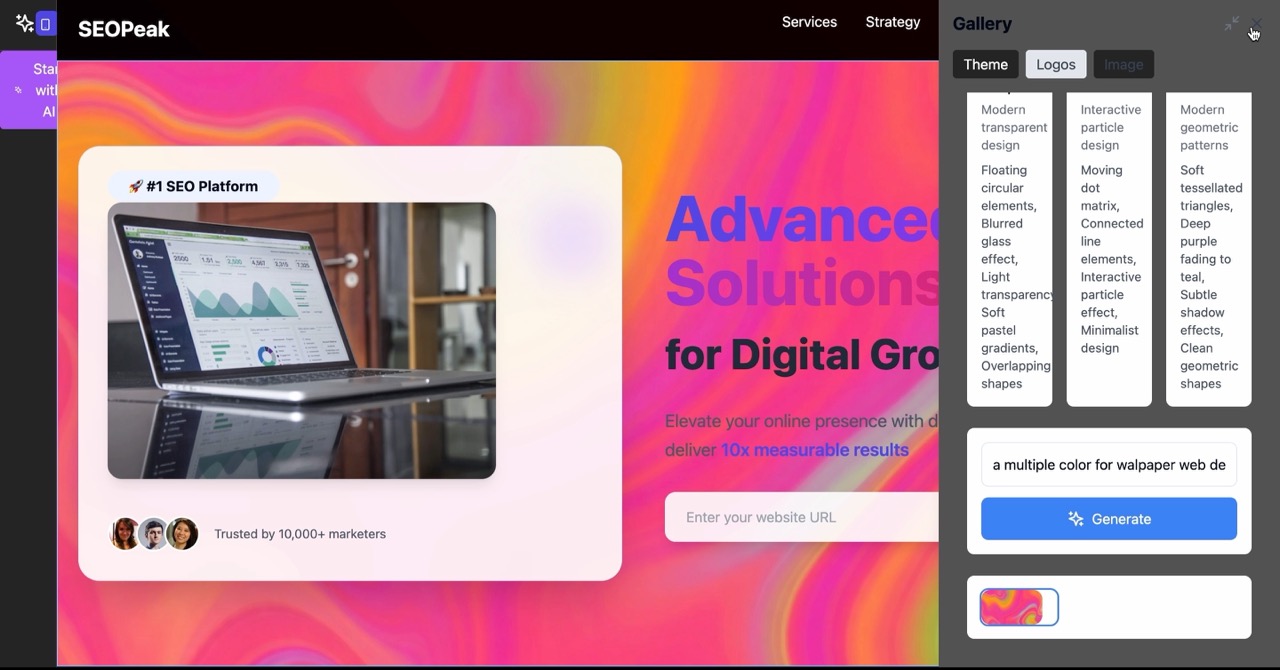 SEOPeak
Services
Strategy
Gallery
Theme
Logos
Image
Star
with
AI
🚀 #1 SEO Platform
Trusted by 10,000+ marketers
Advanced
Solutions
for Digital Gro
Elevate your online presence with d
deliver 10x measurable results
Enter your website URL
Modern
transparent
design
Floating
circular
elements,
Blurred
glass
effect,
Light
transparency
Soft
pastel
gradients,
Overlapping
shapes
Interactive
particle
design
Moving
dot
matrix,
Connected
line
elements,
Interactive
particle
effect,
Minimalist
design
Modern
geometric
patterns
Soft
tessellated
triangles,
Deep
purple
fading to
teal,
Subtle
shadow
effects,
Clean
geometric
shapes
a multiple color for walpaper web de
Generate